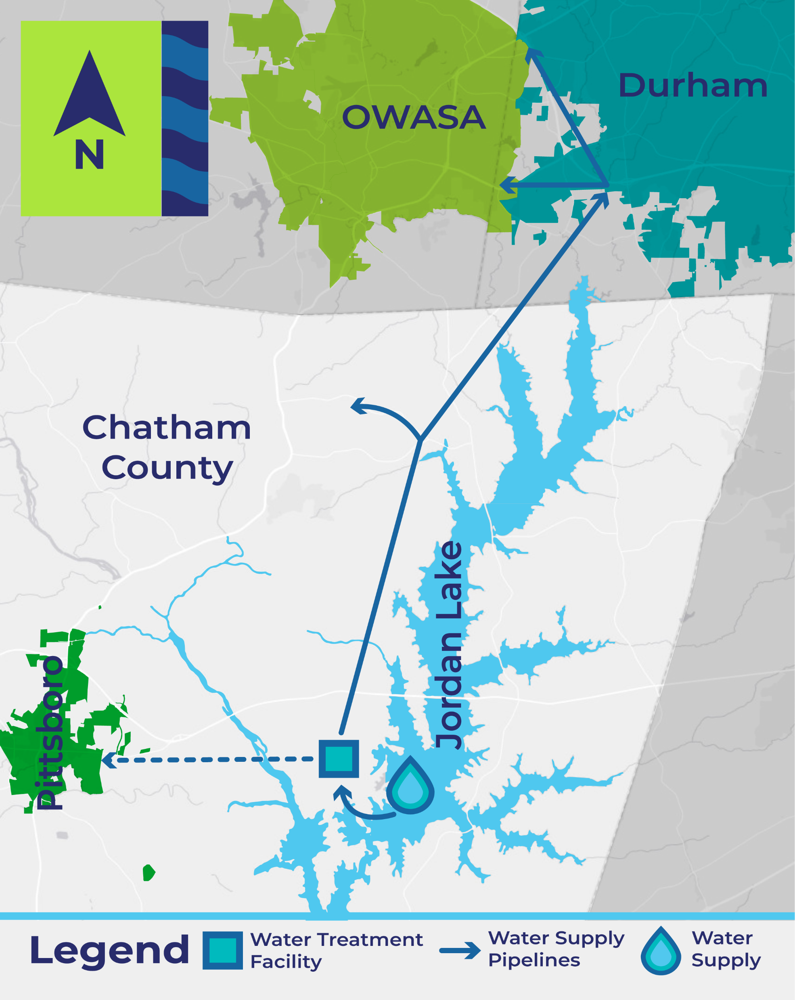 N
OWASA
Durham
Chatham
County
Jordan Lake
Pittsboro
Legend
Water Treatment
Facility
Water Supply
Pipelines
Water
Supply